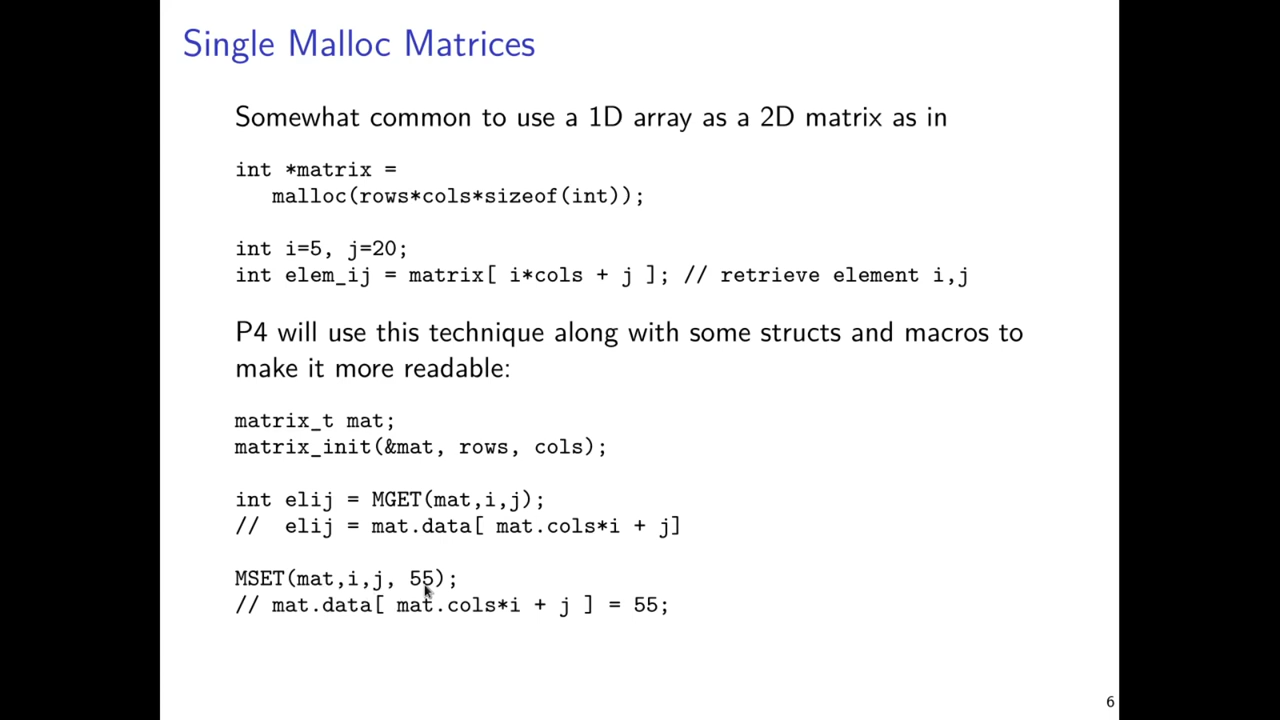 Single Malloc Matrices
Somewhat common to use a 1D array as a 2D matrix as in
int *matrix =
malloc(rows*cols*sizeof(int));
int i=5, j=20;
int elem_ij = matrix[ i*cols + j ]; // retrieve element i,j
P4 will use this technique along with some structs and macros to
make it more readable:
matrix_t mat;
matrix_init(&mat, rows, cols);
int elij = MGET(mat,i,j);
//  elij = mat.data[ mat.cols*i + j]
MSET(mat,i,j, 55);
// mat.data[ mat.cols*i + j ] = 55;
6